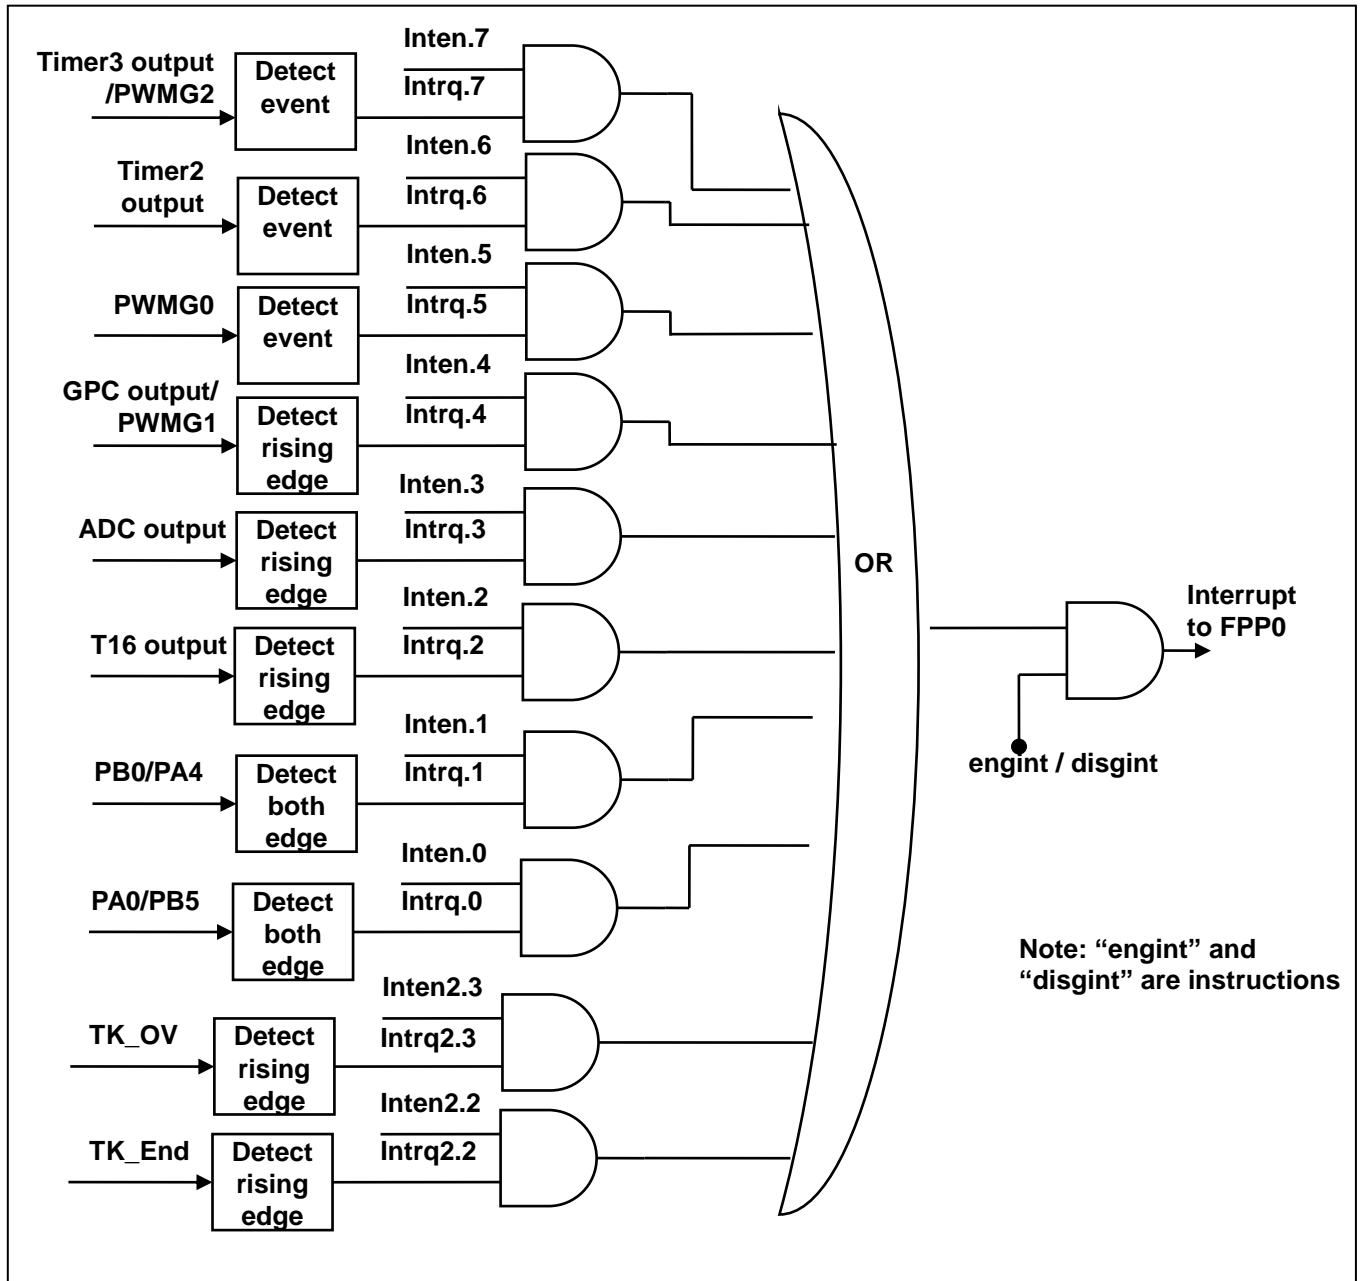 Inten.7
Timer3 output
/PWMG2
Detect
event
Intrq.7
Inten.6
Timer2
output
Detect
event
Intrq.6
Inten.5
PWMG0
Detect
event
Intrq.5
Inten.4
GPC output/
PWMG1
Detect
rising
edge
Intrq.4
Inten.3
ADC output
Detect
rising
edge
Intrq.3
OR
Inten.2
T16 output
Detect
rising
edge
Intrq.2
Interrupt
to FPP0
engint / disgint
Inten.1
PB0/PA4
Detect
both
edge
Intrq.1
Inten.0
PA0/PB5
Detect
both
edge
Intrq.0
Note: “engint” and
“disgint” are instructions
Inten2.3
TK_OV
Detect
rising
edge
Intrq2.3
Inten2.2
TK_End
Detect
rising
edge
Intrq2.2